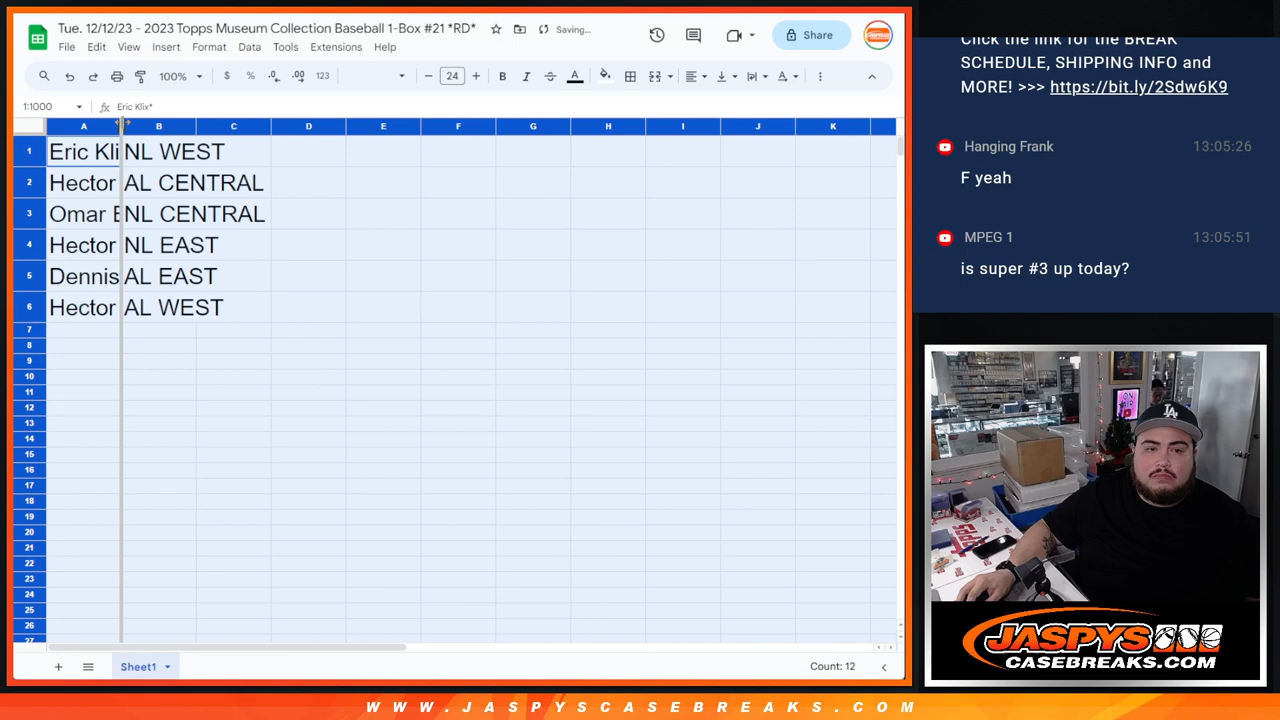 Tue. 12/12/23 - 2023 Topps Museum Collection Baseball 1-Box #21 *RD*
Saving...
File Edit View Insert Format Data Tools Extensions Help
Share
100%
$ % .0 .00 123
24
B I S A
1:1000
fx Eric Klix*
A B C D E F G H I J K
1 Eric Kli NL WEST
2 Hector AL CENTRAL
3 Omar E NL CENTRAL
4 Hector NL EAST
5 Dennis AL EAST
6 Hector AL WEST
7
8
9
10
11
12
13
14
15
16
17
18
19
20
21
22
23
24
25
26
27
Sheet1
Count: 12
Click the link for the BREAK
SCHEDULE, SHIPPING INFO and
MORE! >>> https://bit.ly/2Sdw6K9
Hanging Frank 13:05:26
F yeah
MPEG 1 13:05:51
is super #3 up today?
ON
AIR
LA
JASPYS
CASEBREAKS.COM
WWW.JASPYSCASEBREAKS.COM